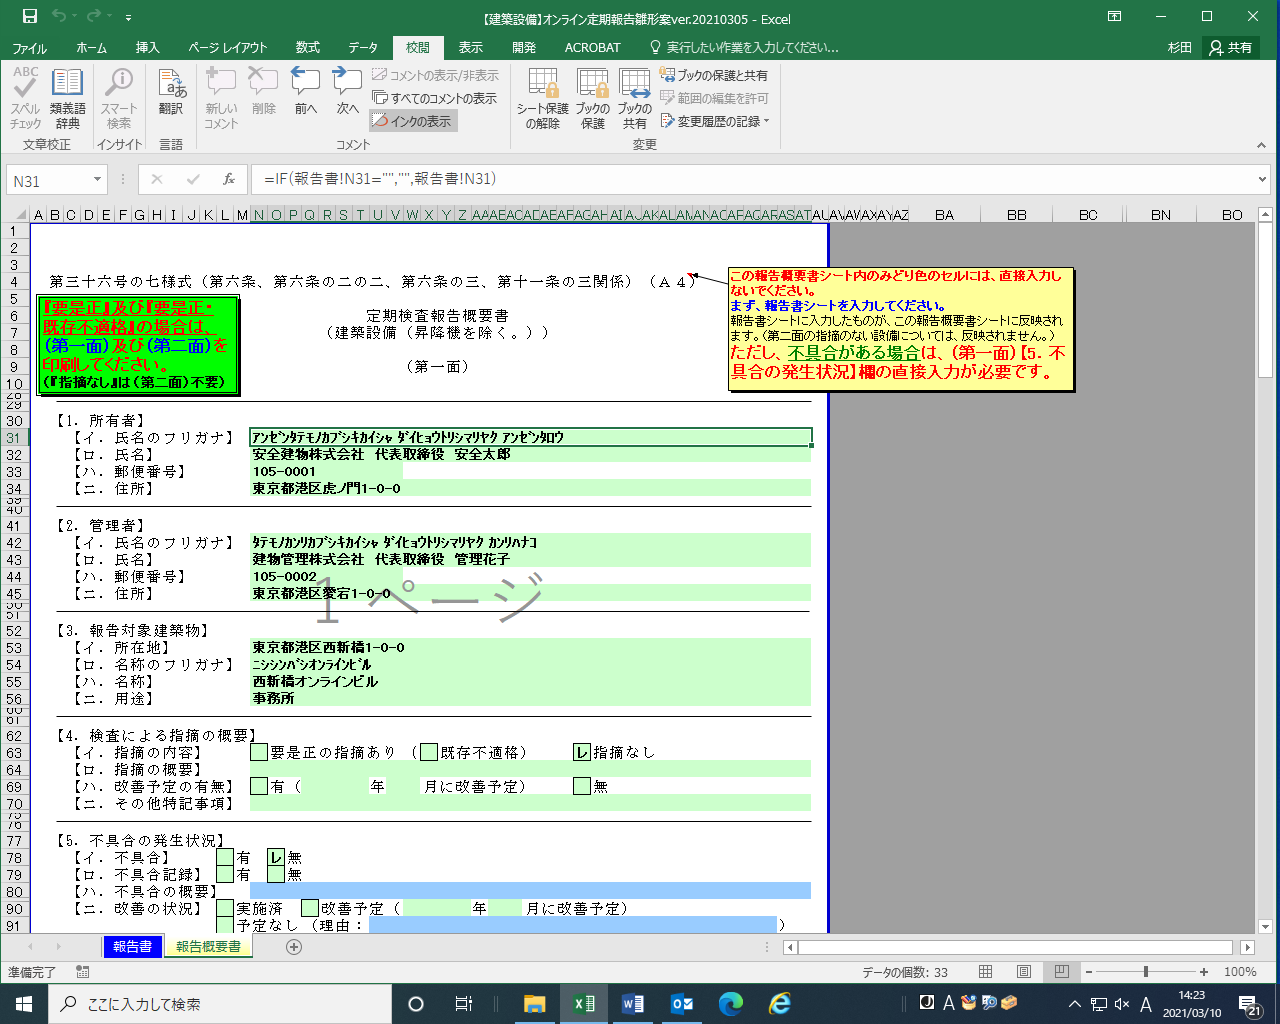 【建築設備】オンライン定期報告雛形案ver.20210305 - Excel
ファイル ホーム 挿入 ページ レイアウト 数式 データ 校閲 表示 開発 ACROBAT 実行したい作業を入力してください... 杉田 共有
スペル チェック 類義語 辞典 スマート 検索 翻訳 新しい コメント 削除 前へ 次へ
コメントの表示/非表示
すべてのコメントの表示
インクの表示
シート保護 の解除 ブックの 保護 ブックの 共有
ブックの保護と共有
範囲の編集を許可
変更履歴の記録
文章校正 インサイト 言語 コメント 変更
N31 fx =IF(報告書!N31="","",報告書!N31)
第三十六号の七様式（第六条、第六条の二の二、第六条の三、第十一条の三関係）（Ａ４）
『要是正』及び『要是正・
既存不適格』の場合は、
（第一面）及び（第二面）を
印刷してください。
（『指摘なし』は（第二面）不要）
定期検査報告概要書
（建築設備（昇降機を除く。））
（第一面）
この報告概要書シート内のみどり色のセルには、直接入力し
ないでください。
まず、報告書シートを入力してください。
報告書シートに入力したものが、この報告概要書シートに反映され
ます。（第二面の指摘のない設備については、反映されません。）
ただし、不具合がある場合は、（第一面）【5．不
具合の発生状況】欄の直接入力が必要です。
【1．所有者】
【イ．氏名のフリガナ】 ｱﾝｾﾞﾝﾀﾃﾓﾉｶﾌﾞｼｷｶｲｼｬ ﾀﾞｲﾋｮｳﾄﾘｼﾏﾘﾔｸ ｱﾝｾﾞﾝﾀﾛｳ
【ロ．氏名】 安全建物株式会社　代表取締役　安全太郎
【ハ．郵便番号】 105-0001
【ニ．住所】 東京都港区虎ノ門1-0-0
【2．管理者】
【イ．氏名のフリガナ】 ﾀﾃﾓﾉｶﾝﾘｶﾌﾞｼｷｶｲｼｬ ﾀﾞｲﾋｮｳﾄﾘｼﾏﾘﾔｸ ｶﾝﾘﾊﾅｺ
【ロ．氏名】 建物管理株式会社　代表取締役　管理花子
【ハ．郵便番号】 105-0002
【ニ．住所】 東京都港区愛宕1-0-0
1 ページ
【3．報告対象建築物】
【イ．所在地】 東京都港区西新橋1-0-0
【ロ．名称のフリガナ】 ﾆｼｼﾝﾊﾞｼｵﾝﾗｲﾝﾋﾞﾙ
【ハ．名称】 西新橋オンラインビル
【ニ．用途】 事務所
【4．検査による指摘の概要】
【イ．指摘の内容】 要是正の指摘あり （ 既存不適格） レ 指摘なし
【ロ．指摘の概要】
【ハ．改善予定の有無】 有（ 年 月に改善予定） 無
【ニ．その他特記事項】
【5．不具合の発生状況】
【イ．不具合】 有 レ 無
【ロ．不具合記録】 有 無
【ハ．不具合の概要】
【ニ．改善の状況】 実施済 改善予定（ 年 月に改善予定）
予定なし （理由： ）
報告書 報告概要書
準備完了 データの個数: 33 100%
ここに入力して検索
A A 14:23
2021/03/10 21